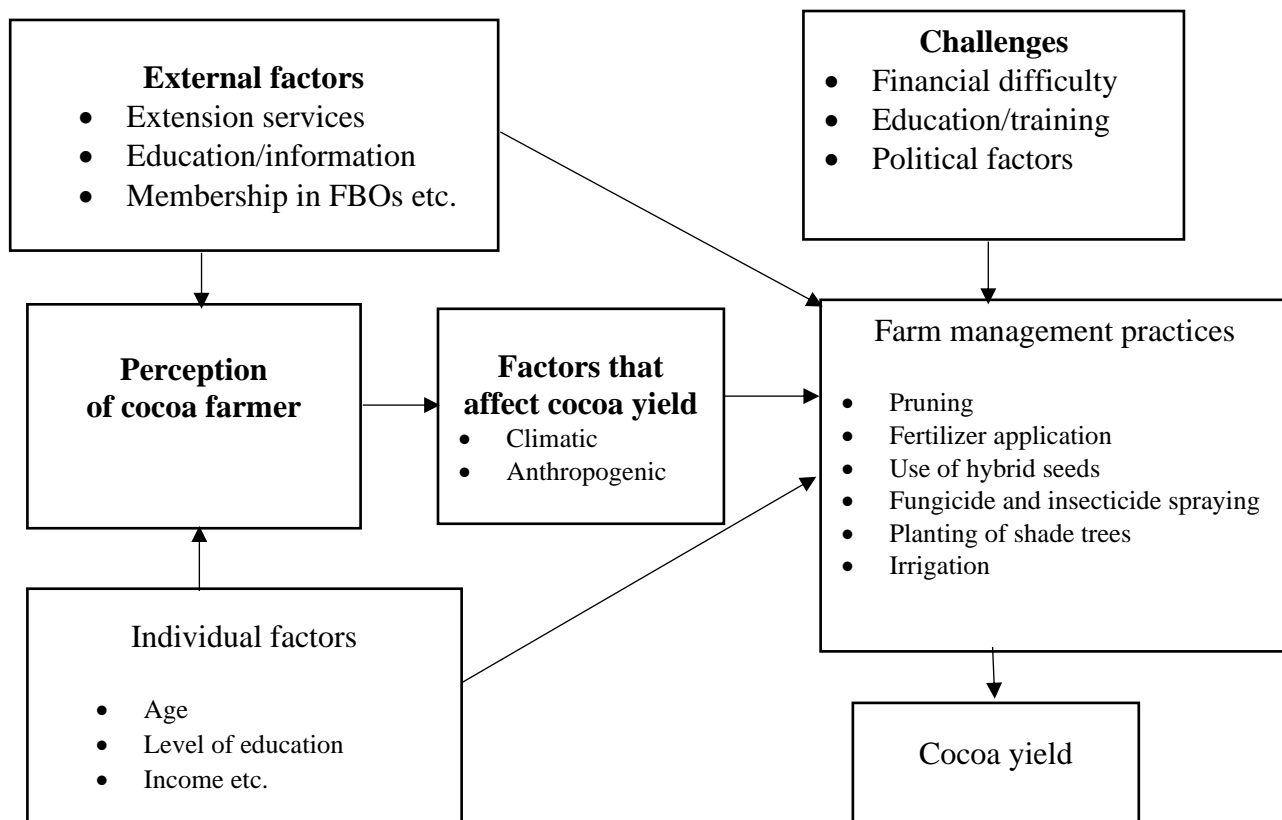 External factors
• Extension services
• Education/information
• Membership in FBOs etc.
Challenges
• Financial difficulty
• Education/training
• Political factors
Perception
of cocoa farmer
Factors that
affect cocoa yield
• Climatic
• Anthropogenic
Farm management practices
• Pruning
• Fertilizer application
• Use of hybrid seeds
• Fungicide and insecticide spraying
• Planting of shade trees
• Irrigation
Individual factors
• Age
• Level of education
• Income etc.
Cocoa yield